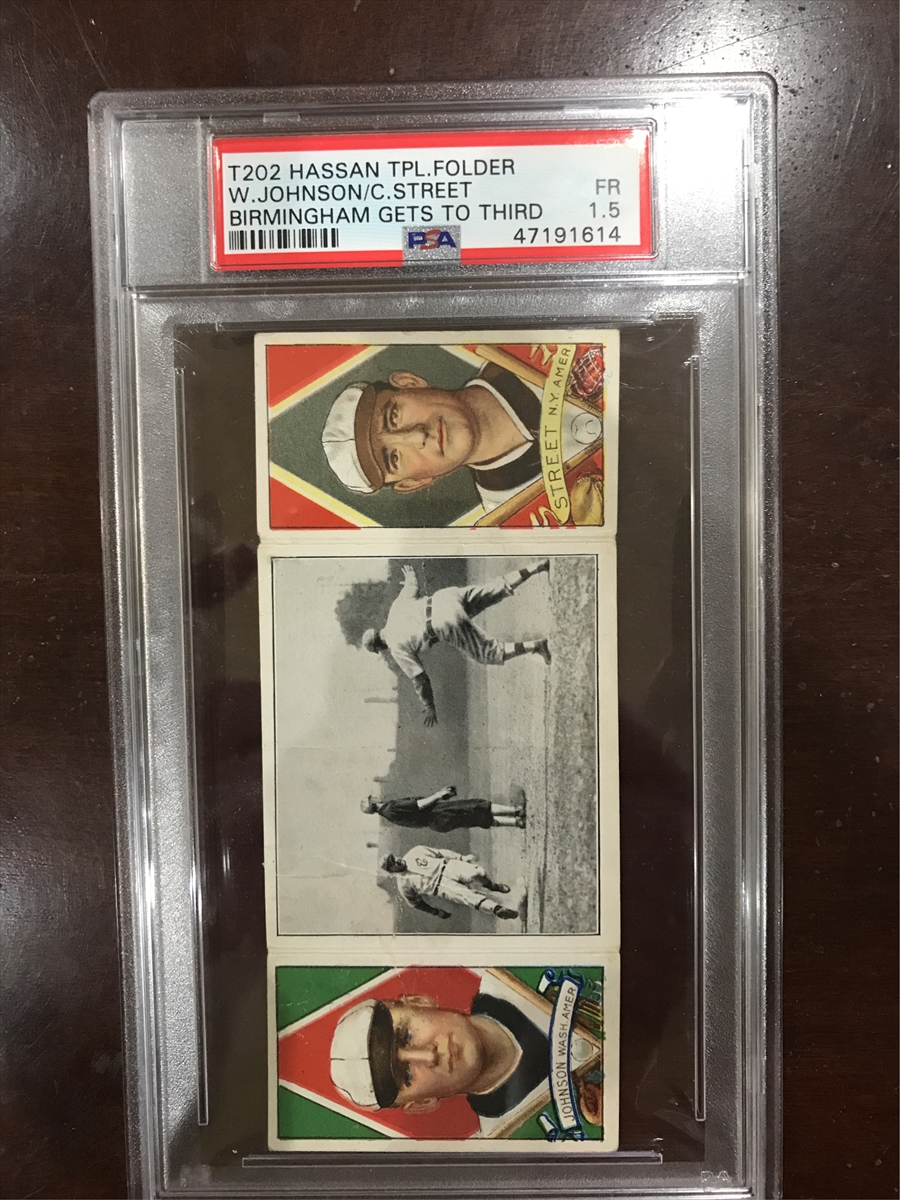 T202 HASSAN TPL.FOLDER
W.JOHNSON/C.STREET FR
BIRMINGHAM GETS TO THIRD 1.5
PSA 47191614
STREET N.Y. AMER
JOHNSON WASH AMER